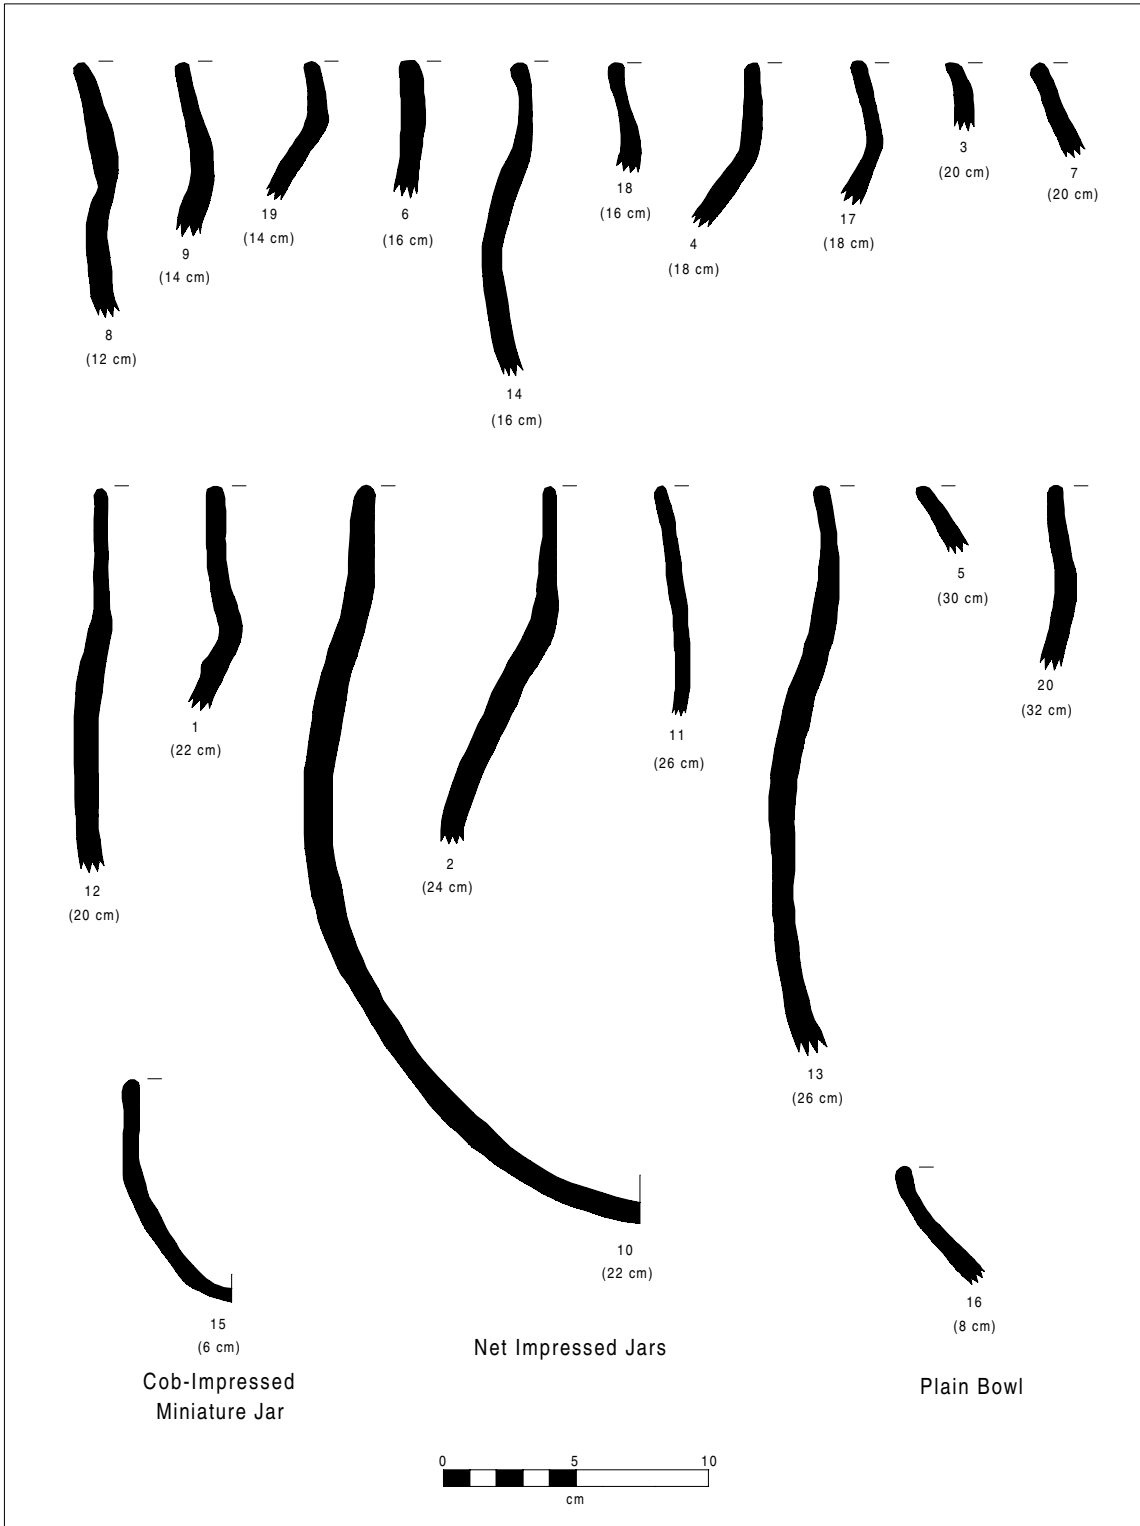 8
(12 cm)
9
(14 cm)
19
(14 cm)
6
(16 cm)
14
(16 cm)
18
(16 cm)
4
(18 cm)
17
(18 cm)
3
(20 cm)
7
(20 cm)
12
(20 cm)
1
(22 cm)
10
(22 cm)
2
(24 cm)
11
(26 cm)
13
(26 cm)
5
(30 cm)
20
(32 cm)
15
(6 cm)
16
(8 cm)
Cob-Impressed
Miniature Jar
Net Impressed Jars
Plain Bowl
0 5 10
cm